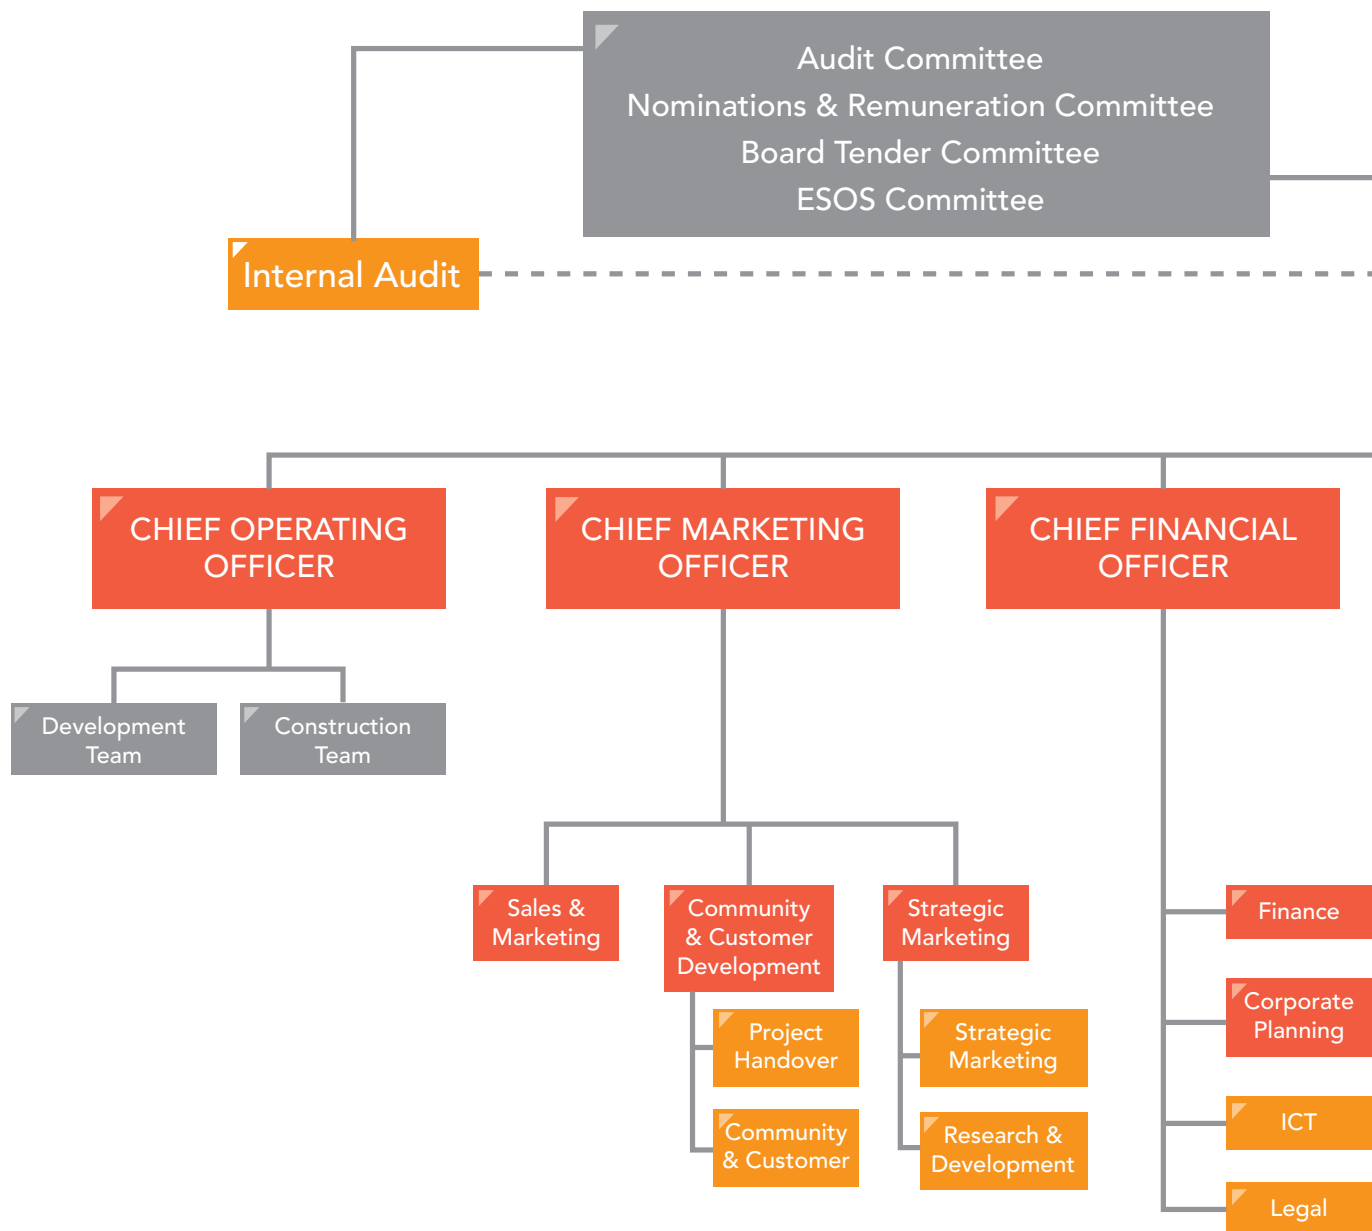 Audit Committee
Nominations & Remuneration Committee
Board Tender Committee
ESOS Committee
Internal Audit
CHIEF OPERATING
OFFICER
CHIEF MARKETING
OFFICER
CHIEF FINANCIAL
OFFICER
Development
Team
Construction
Team
Sales &
Marketing
Community
& Customer
Development
Strategic
Marketing
Project
Handover
Community
& Customer
Strategic
Marketing
Research &
Development
Finance
Corporate
Planning
ICT
Legal